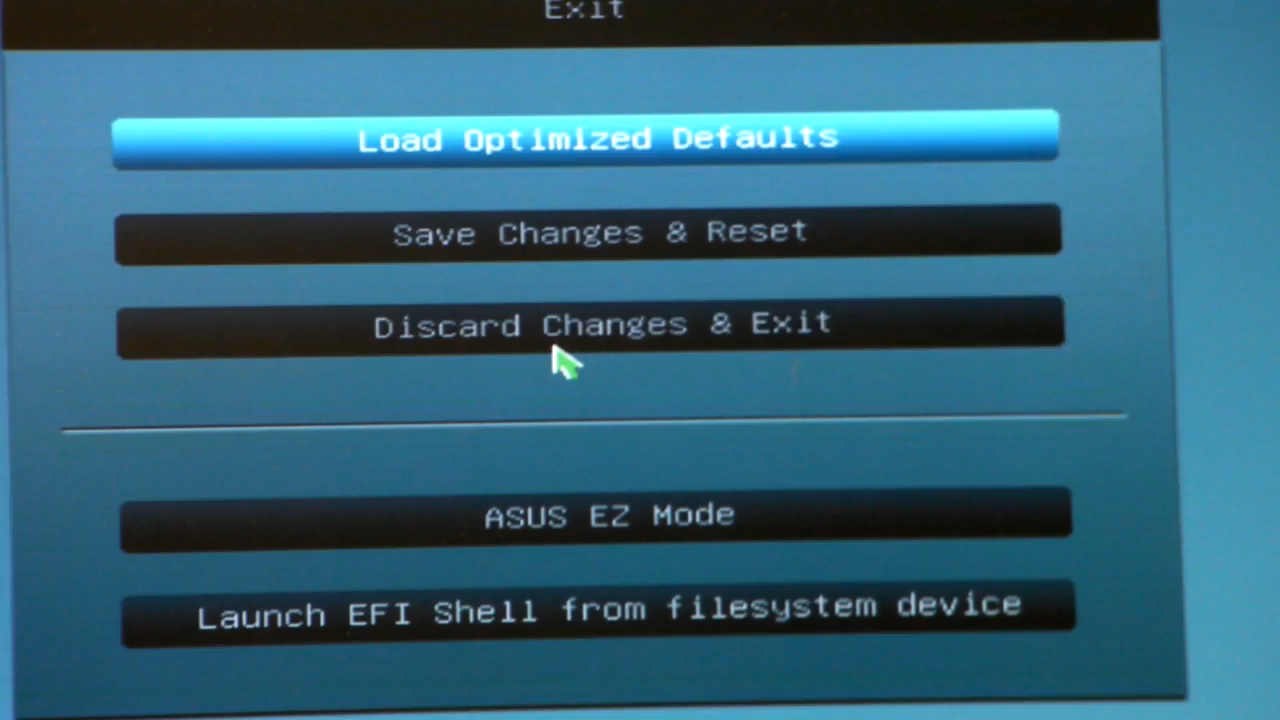 Exit
Load Optimized Defaults
Save Changes & Reset
Discard Changes & Exit
ASUS EZ Mode
Launch EFI Shell from filesystem device